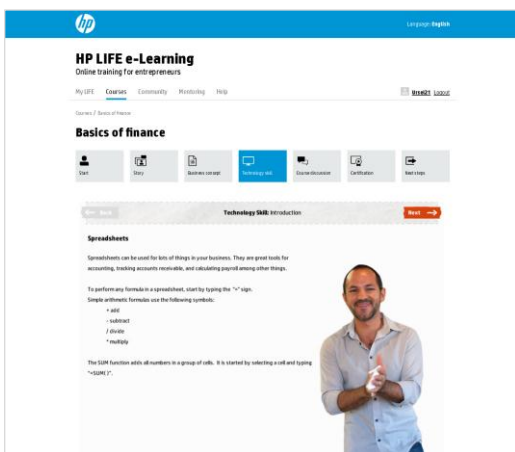 hp
Language: English
HP LIFE e-Learning
Online training for entrepreneurs
My LIFE Courses Community Mentoring Help
Logout
Courses / Basics of finance
Basics of finance
Start Story Business concept Technology skill Course discussion Certification Next steps
Back Technology Skill: Introduction Next
Spreadsheets
Spreadsheets can be used for lots of things in your business. They are great tools for
accounting, tracking accounts receivable, and calculating payroll among other things.
To perform any formula in a spreadsheet, start by typing the "=" sign.
Simple arithmetic formulas use the following symbols:
+ add
- subtract
/ divide
* multiply
The SUM function adds all numbers in a group of cells. It is started by selecting a cell and typing
"=SUM( )".